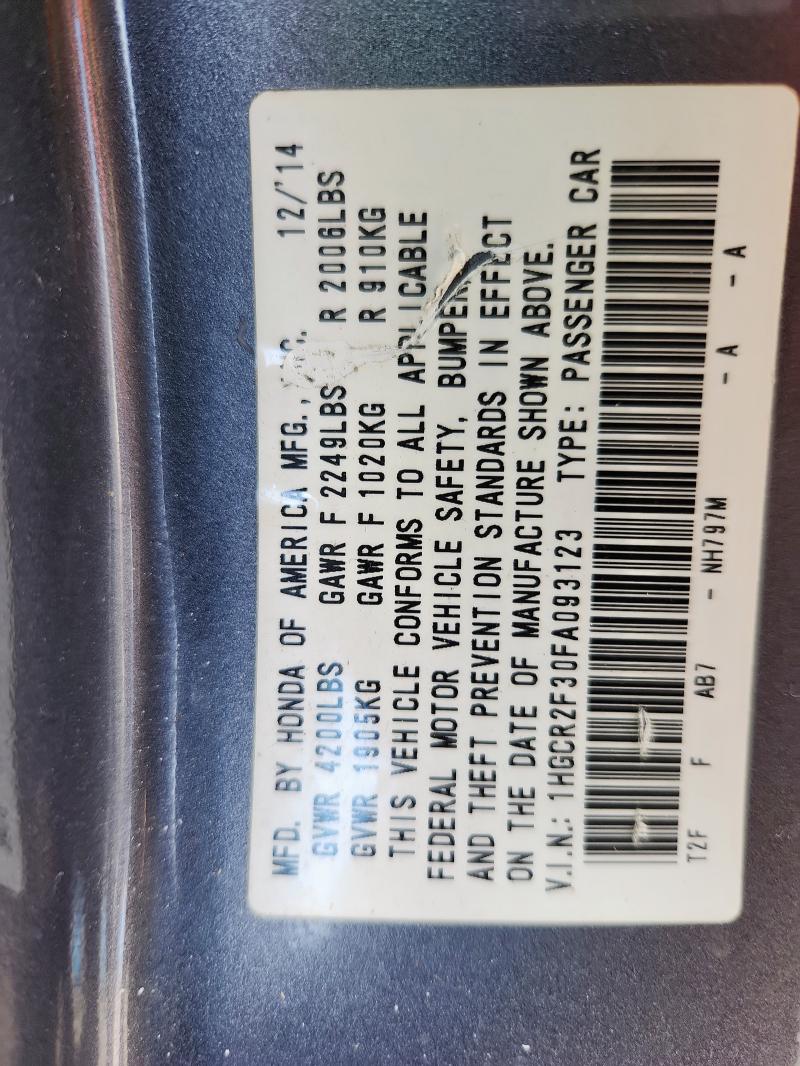 MFD. BY HONDA OF AMERICA MFG., 12/'14
GVWR 4200LBS GAWR F 2249LBS R 2006LBS
GVWR 1905KG GAWR F 1020KG R 910KG
THIS VEHICLE CONFORMS TO ALL APPLICABLE
FEDERAL MOTOR VEHICLE SAFETY, BUMPER,
AND THEFT PREVENTION STANDARDS IN EFFECT
ON THE DATE OF MANUFACTURE SHOWN ABOVE.
V.I.N.: 1HGCR2F30FA093123 TYPE: PASSENGER CAR
T2F F AB7 - NH797M - A - A